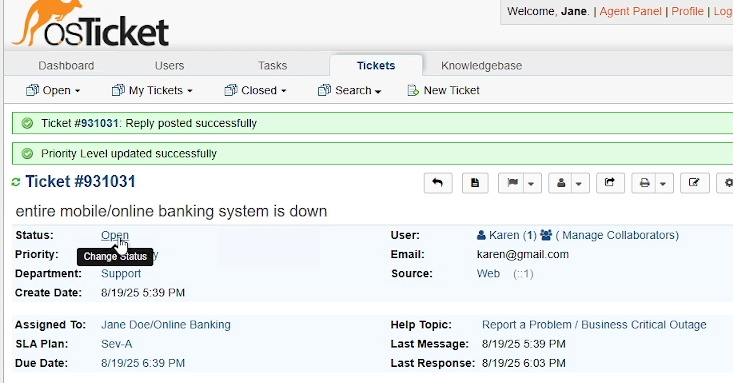 osTicket
Welcome, Jane. | Agent Panel | Profile | Log
Dashboard Users Tasks Tickets Knowledgebase
Open My Tickets Closed Search New Ticket
Ticket #931031: Reply posted successfully
Priority Level updated successfully
Ticket #931031
entire mobile/online banking system is down
Status: Open User: Karen (1) ( Manage Collaborators)
Priority: Email: karen@gmail.com
Change Status
Department: Support Source: Web (::1)
Create Date: 8/19/25 5:39 PM
Assigned To: Jane Doe/Online Banking Help Topic: Report a Problem / Business Critical Outage
SLA Plan: Sev-A Last Message: 8/19/25 5:39 PM
Due Date: 8/19/25 6:39 PM Last Response: 8/19/25 6:03 PM